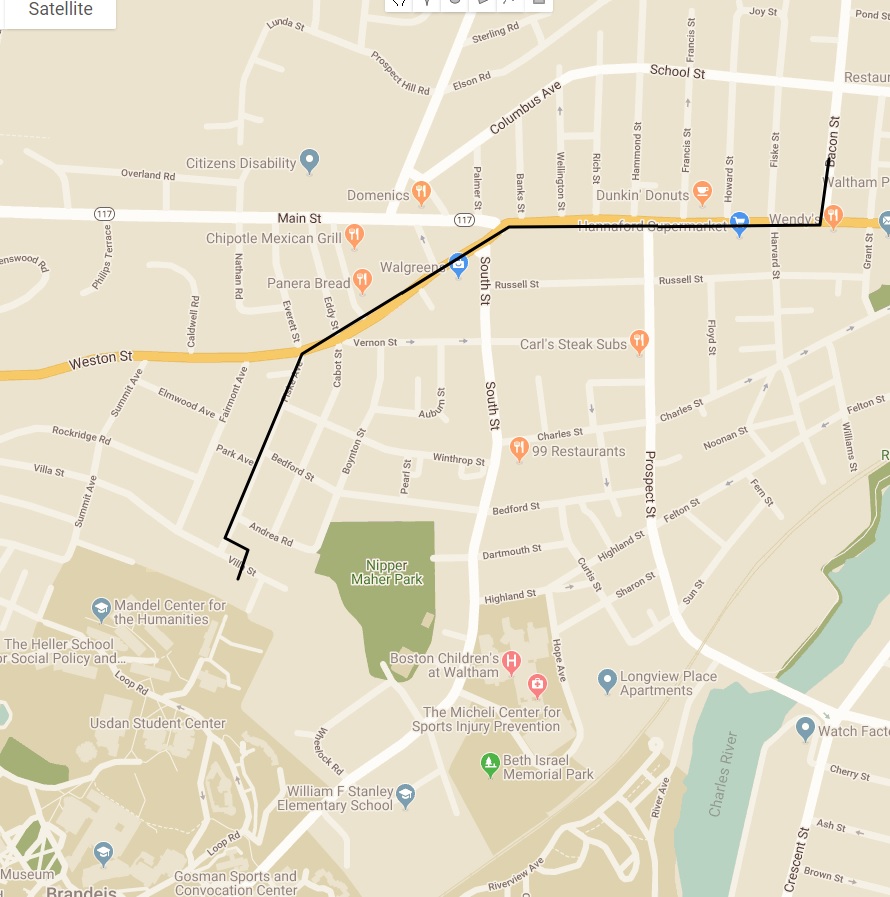 Satellite
Lunda St
Sterling Rd
Francis St
Joy St
Pond St
Prospect Hill Rd
Elson Rd
School St
Restaur
Columbus Ave
Bacon St
Hammond St
Fiske St
Francis St
Citizens Disability
Overland Rd
Palmer St
Banks St
Wellington St
Rich St
Howard St
Domenics
Dunkin' Donuts
Waltham P
117
Main St
117
Hannaford Supermarket
Wendy's
Chipotle Mexican Grill
Philips Terrace
enswood Rd
Nathan Rd
Walgreens
South St
Harvard St
Grant St
Panera Bread
Russell St
Russell St
Caldwell Rd
Everett St
Eddy St
Vernon St
Carl's Steak Subs
Floyd St
Weston St
Cabot St
Fiske Ave
Summit Ave
Elmwood Ave
Fairmont Ave
Auburn St
South St
Charles St
Felton St
Rockridge Rd
Charles St
Noonan St
Williams St
Park Ave
Boynton St
99 Restaurants
Winthrop St
Villa St
Bedford St
Pearl St
Prospect St
R
Summit Ave
Fern St
Bedford St
Felton St
Andrea Rd
Highland St
Dartmouth St
Villa St
Nipper
Maher Park
Curtis St
Sharon St
Sun St
Highland St
Mandel Center for
the Humanities
The Heller School
or Social Policy and...
Hope Ave
Boston Children's
at Waltham
Longview Place
Apartments
Loop Rd
The Micheli Center for
Sports Injury Prevention
Usdan Student Center
Wheelock Rd
Watch Facto
Charles River
Beth Israel
Memorial Park
Cherry St
William F Stanley
Elementary School
River Ave
Ash St
Loop Rd
Crescent St
Museum
Gosman Sports and
Convocation Center
Riverview Ave
Brown St
Brandeis